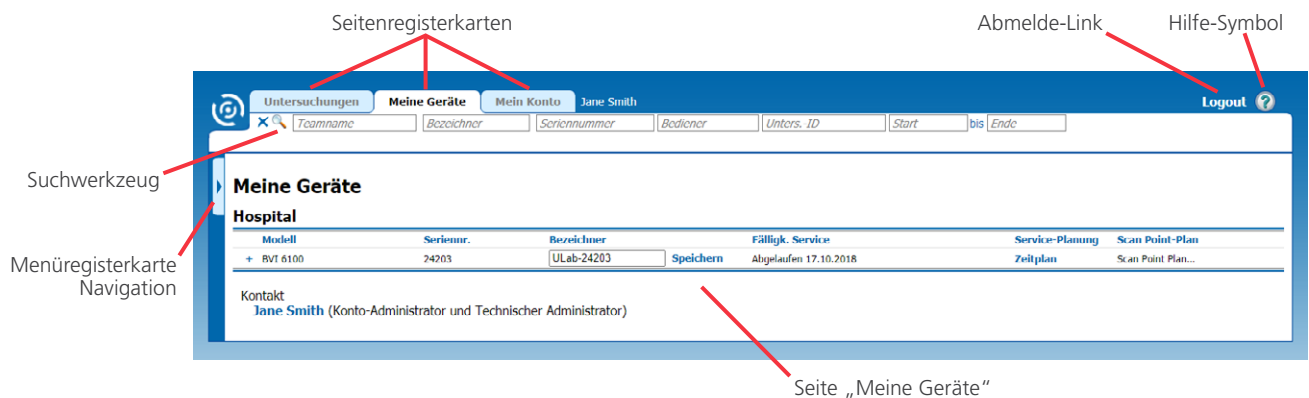 Seitenregisterkarten
Abmelde-Link
Hilfe-Symbol
Untersuchungen
Meine Geräte
Mein Konto
Jane Smith
Logout
?
Teamname
Bezeichner
Seriennummer
Bediener
Unters. ID
Start
bis
Ende
Suchwerkzeug
Meine Geräte
Hospital
Modell Seriennr. Bezeichner Fälligk. Service Service-Planung Scan Point-Plan
+ BVI 6100 24203 ULab-24203 Speichern Abgelaufen 17.10.2018 Zeitplan Scan Point Plan...
Menüregisterkarte
Navigation
Kontakt
Jane Smith (Konto-Administrator und Technischer Administrator)
Seite „Meine Geräte“